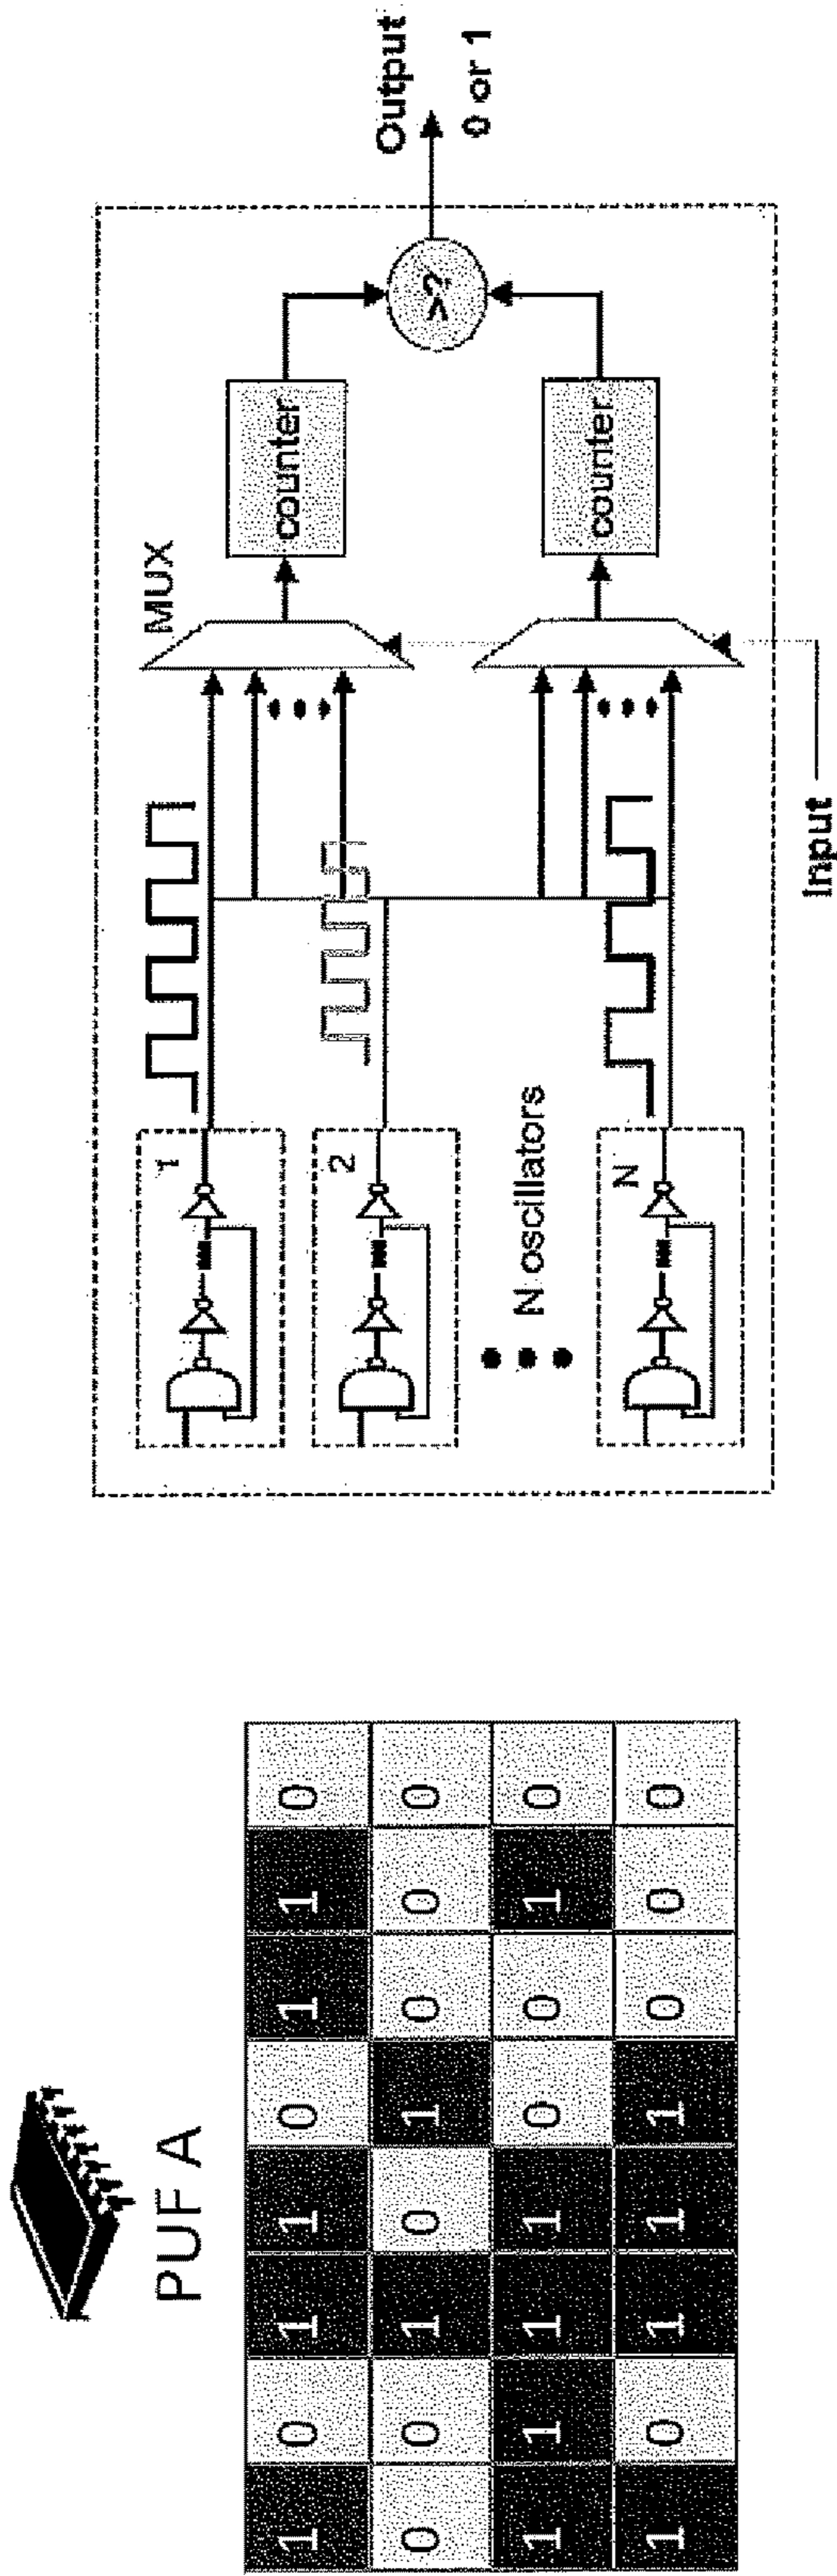 PUF A
1 0 1 1 0 1 1 0
0 0 1 0 1 0 0 0
1 1 1 1 0 0 1 0
1 0 1 1 1 0 0 0
1
2
N oscillators
N
MUX
counter
counter
>?
Output
0 or 1
Input